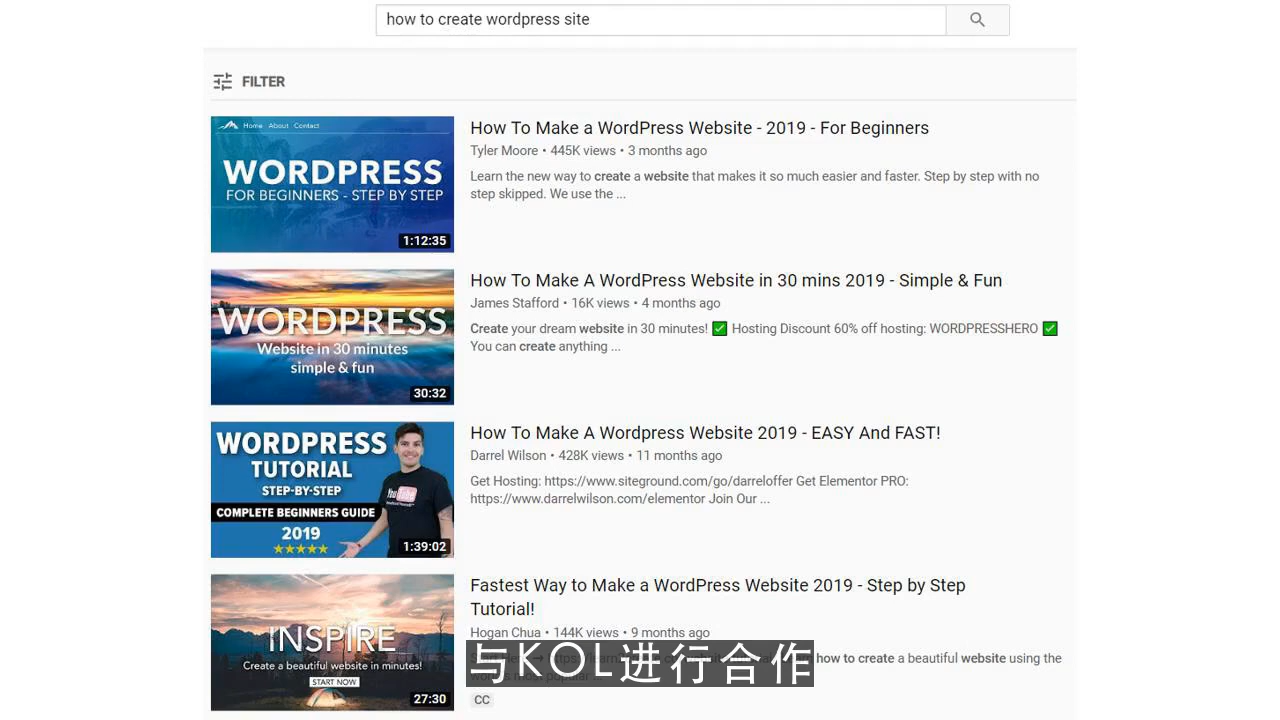 how to create wordpress site
FILTER
Home About Contact
WORDPRESS
FOR BEGINNERS - STEP BY STEP
1:12:35
How To Make a WordPress Website - 2019 - For Beginners
Tyler Moore • 445K views • 3 months ago
Learn the new way to create a website that makes it so much easier and faster. Step by step with no
step skipped. We use the ...
WORDPRESS
Website in 30 minutes
simple & fun
30:32
How To Make A WordPress Website in 30 mins 2019 - Simple & Fun
James Stafford • 16K views • 4 months ago
Create your dream website in 30 minutes! ✅ Hosting Discount 60% off hosting: WORDPRESSHERO ✅
You can create anything ...
WORDPRESS
TUTORIAL
STEP-BY-STEP
COMPLETE BEGINNERS GUIDE
2019
YouTube
1:39:02
How To Make A Wordpress Website 2019 - EASY And FAST!
Darrel Wilson • 428K views • 11 months ago
Get Hosting: https://www.siteground.com/go/darreloffer Get Elementor PRO:
https://www.darrelwilson.com/elementor Join Our ...
INSPIRE
Create a beautiful website in minutes!
START NOW
27:30
Fastest Way to Make a WordPress Website 2019 - Step by Step
Tutorial!
Hogan Chua • 144K views • 9 months ago
how to create a beautiful website using the
CC
与KOL进行合作